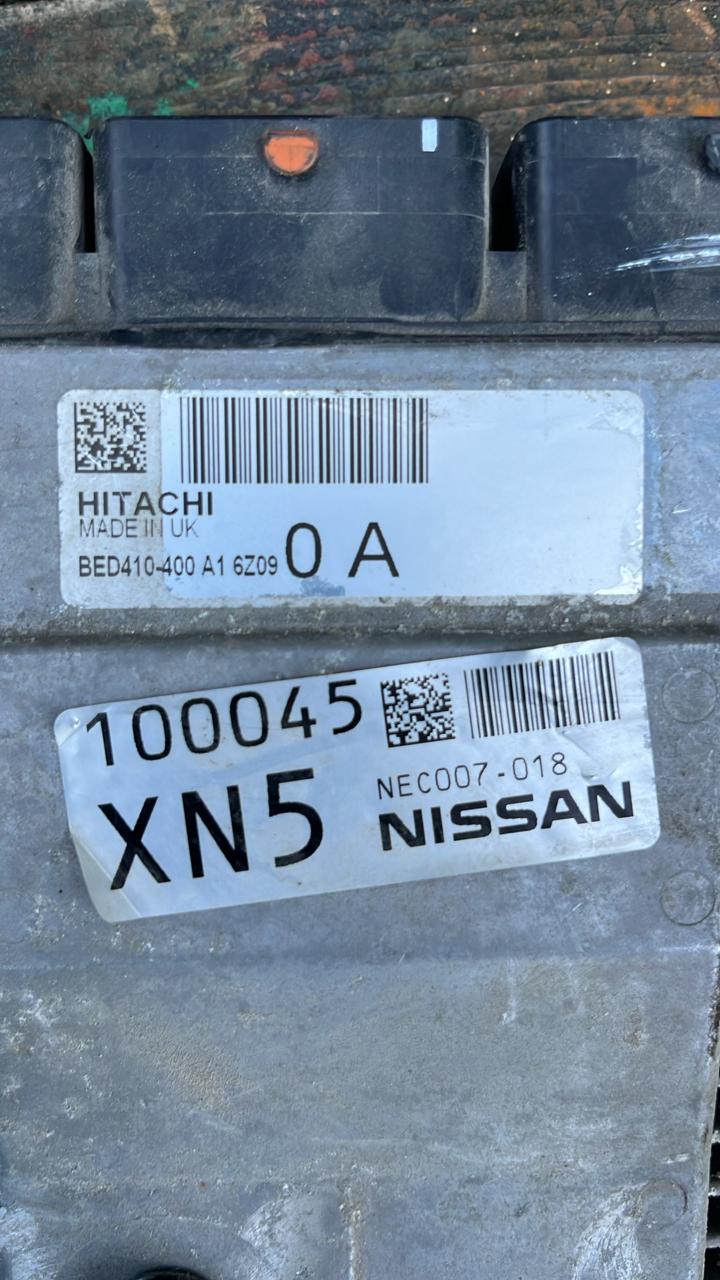 HITACHI
MADE IN UK
BED410-400 A1 6Z09 0 A
100045
XN5
NEC007-018
NISSAN